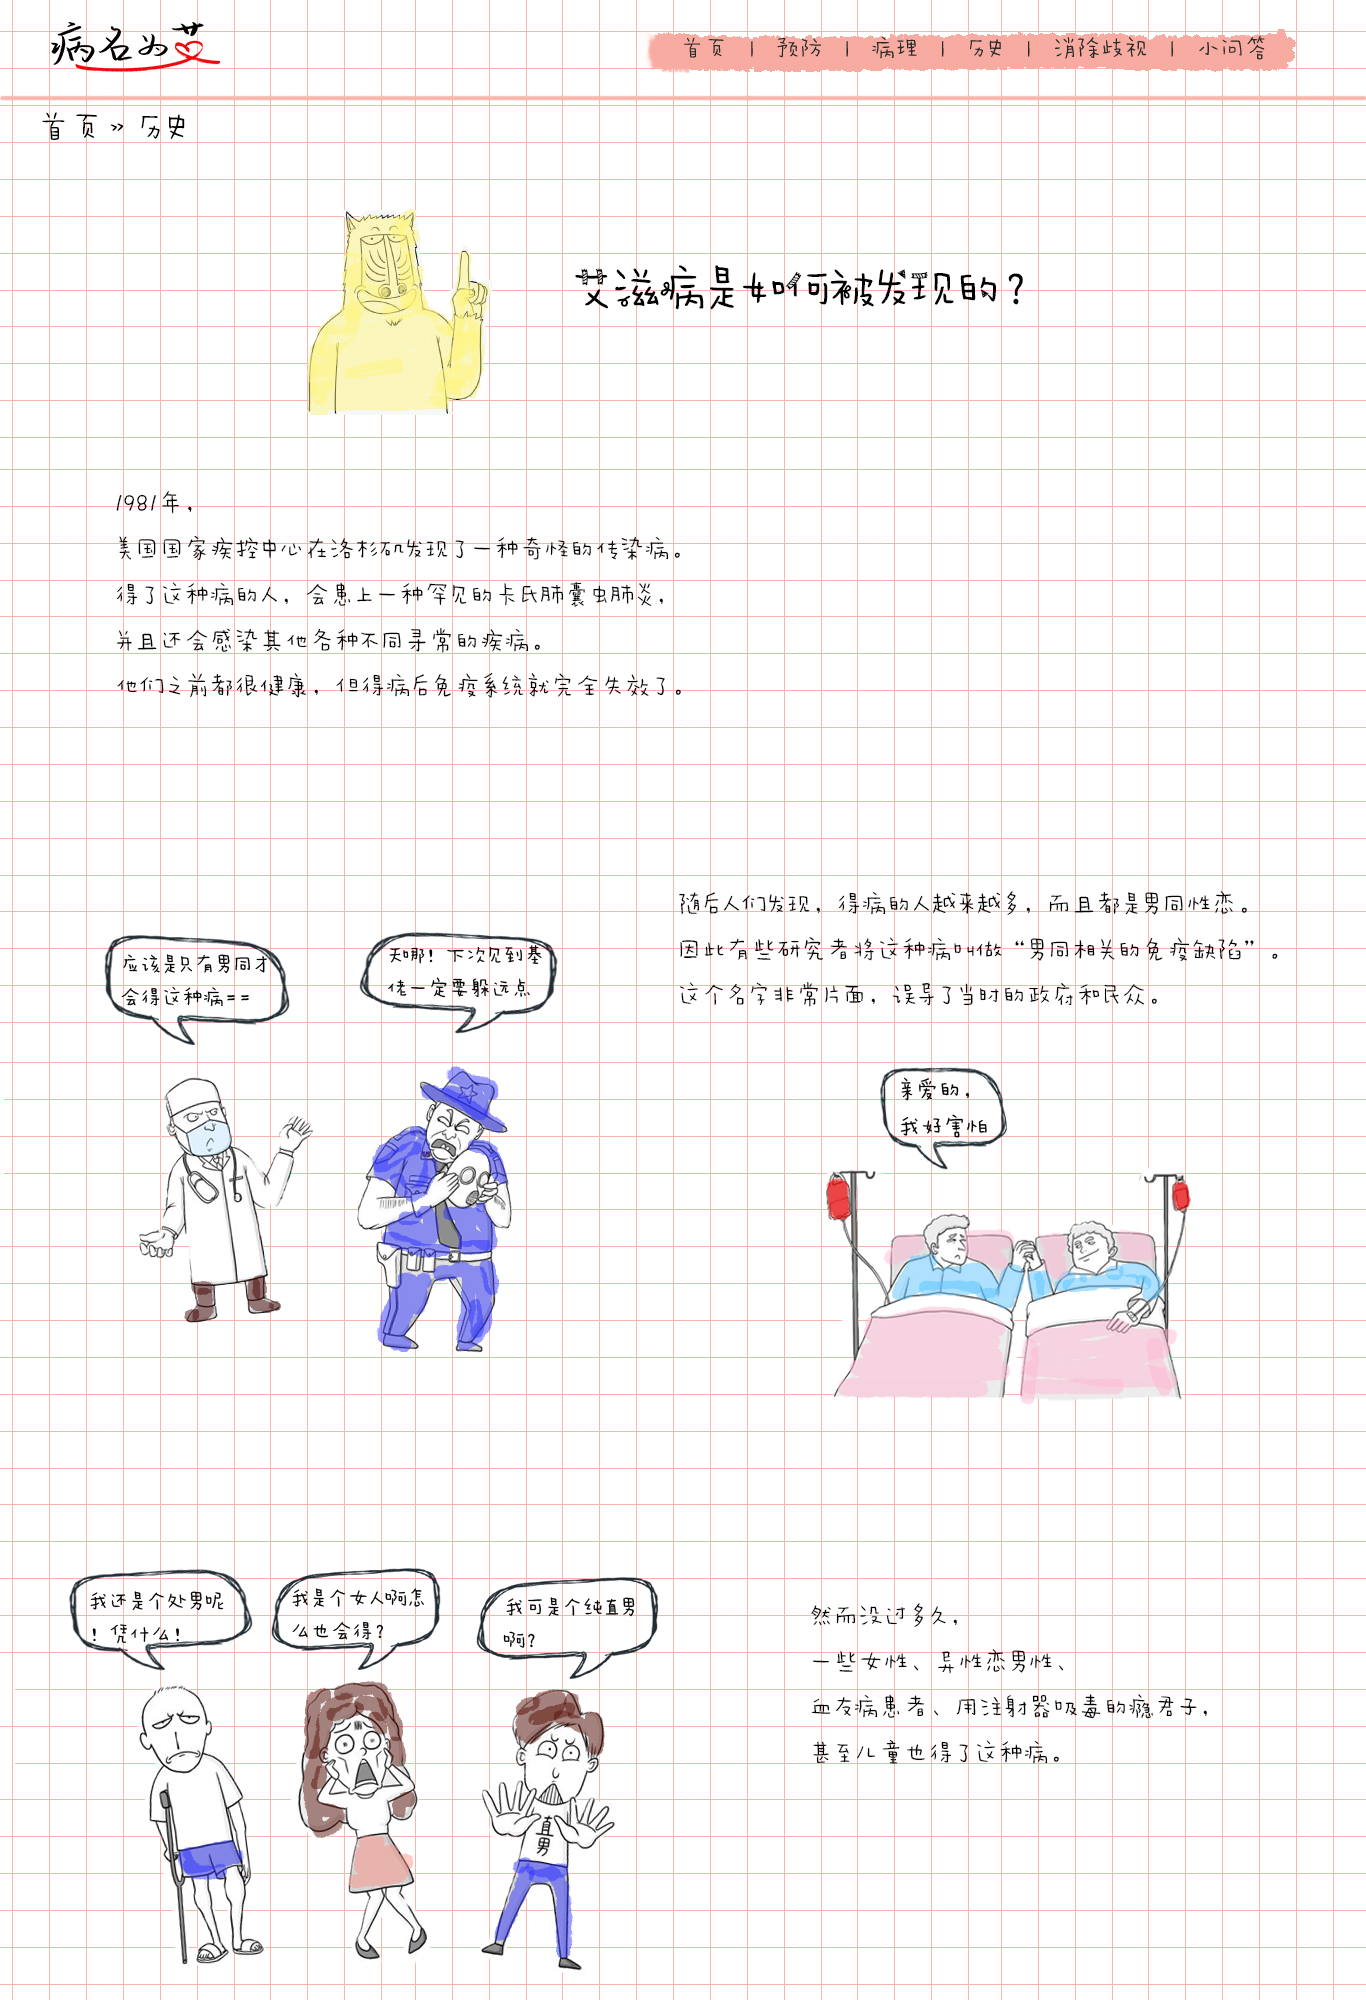 病名为艾
首页 | 预防 | 病理 | 历史 | 消除歧视 | 小问答
首页 » 历史
艾滋病是如何被发现的？
1981年，
美国国家疾控中心在洛杉矶发现了一种奇怪的传染病。
得了这种病的人，会患上一种罕见的卡氏肺囊虫肺炎，
并且还会感染其他各种不同寻常的疾病。
他们之前都很健康，但得病后免疫系统就完全失效了。
随后人们发现，得病的人越来越多，而且都是男同性恋。
因此有些研究者将这种病叫做“男同相关的免疫缺陷”。
这个名字非常片面，误导了当时的政府和民众。
应该是只有男同才
会得这种病==
天哪！下次见到基
佬一定要躲远点
亲爱的，
我好害怕
我还是个处男呢
！凭什么！
我是个女人啊怎
么也会得？
我可是个纯直男
啊？
直男
然而没过多久，
一些女性、异性恋男性、
血友病患者、用注射器吸毒的瘾君子，
甚至儿童也得了这种病。